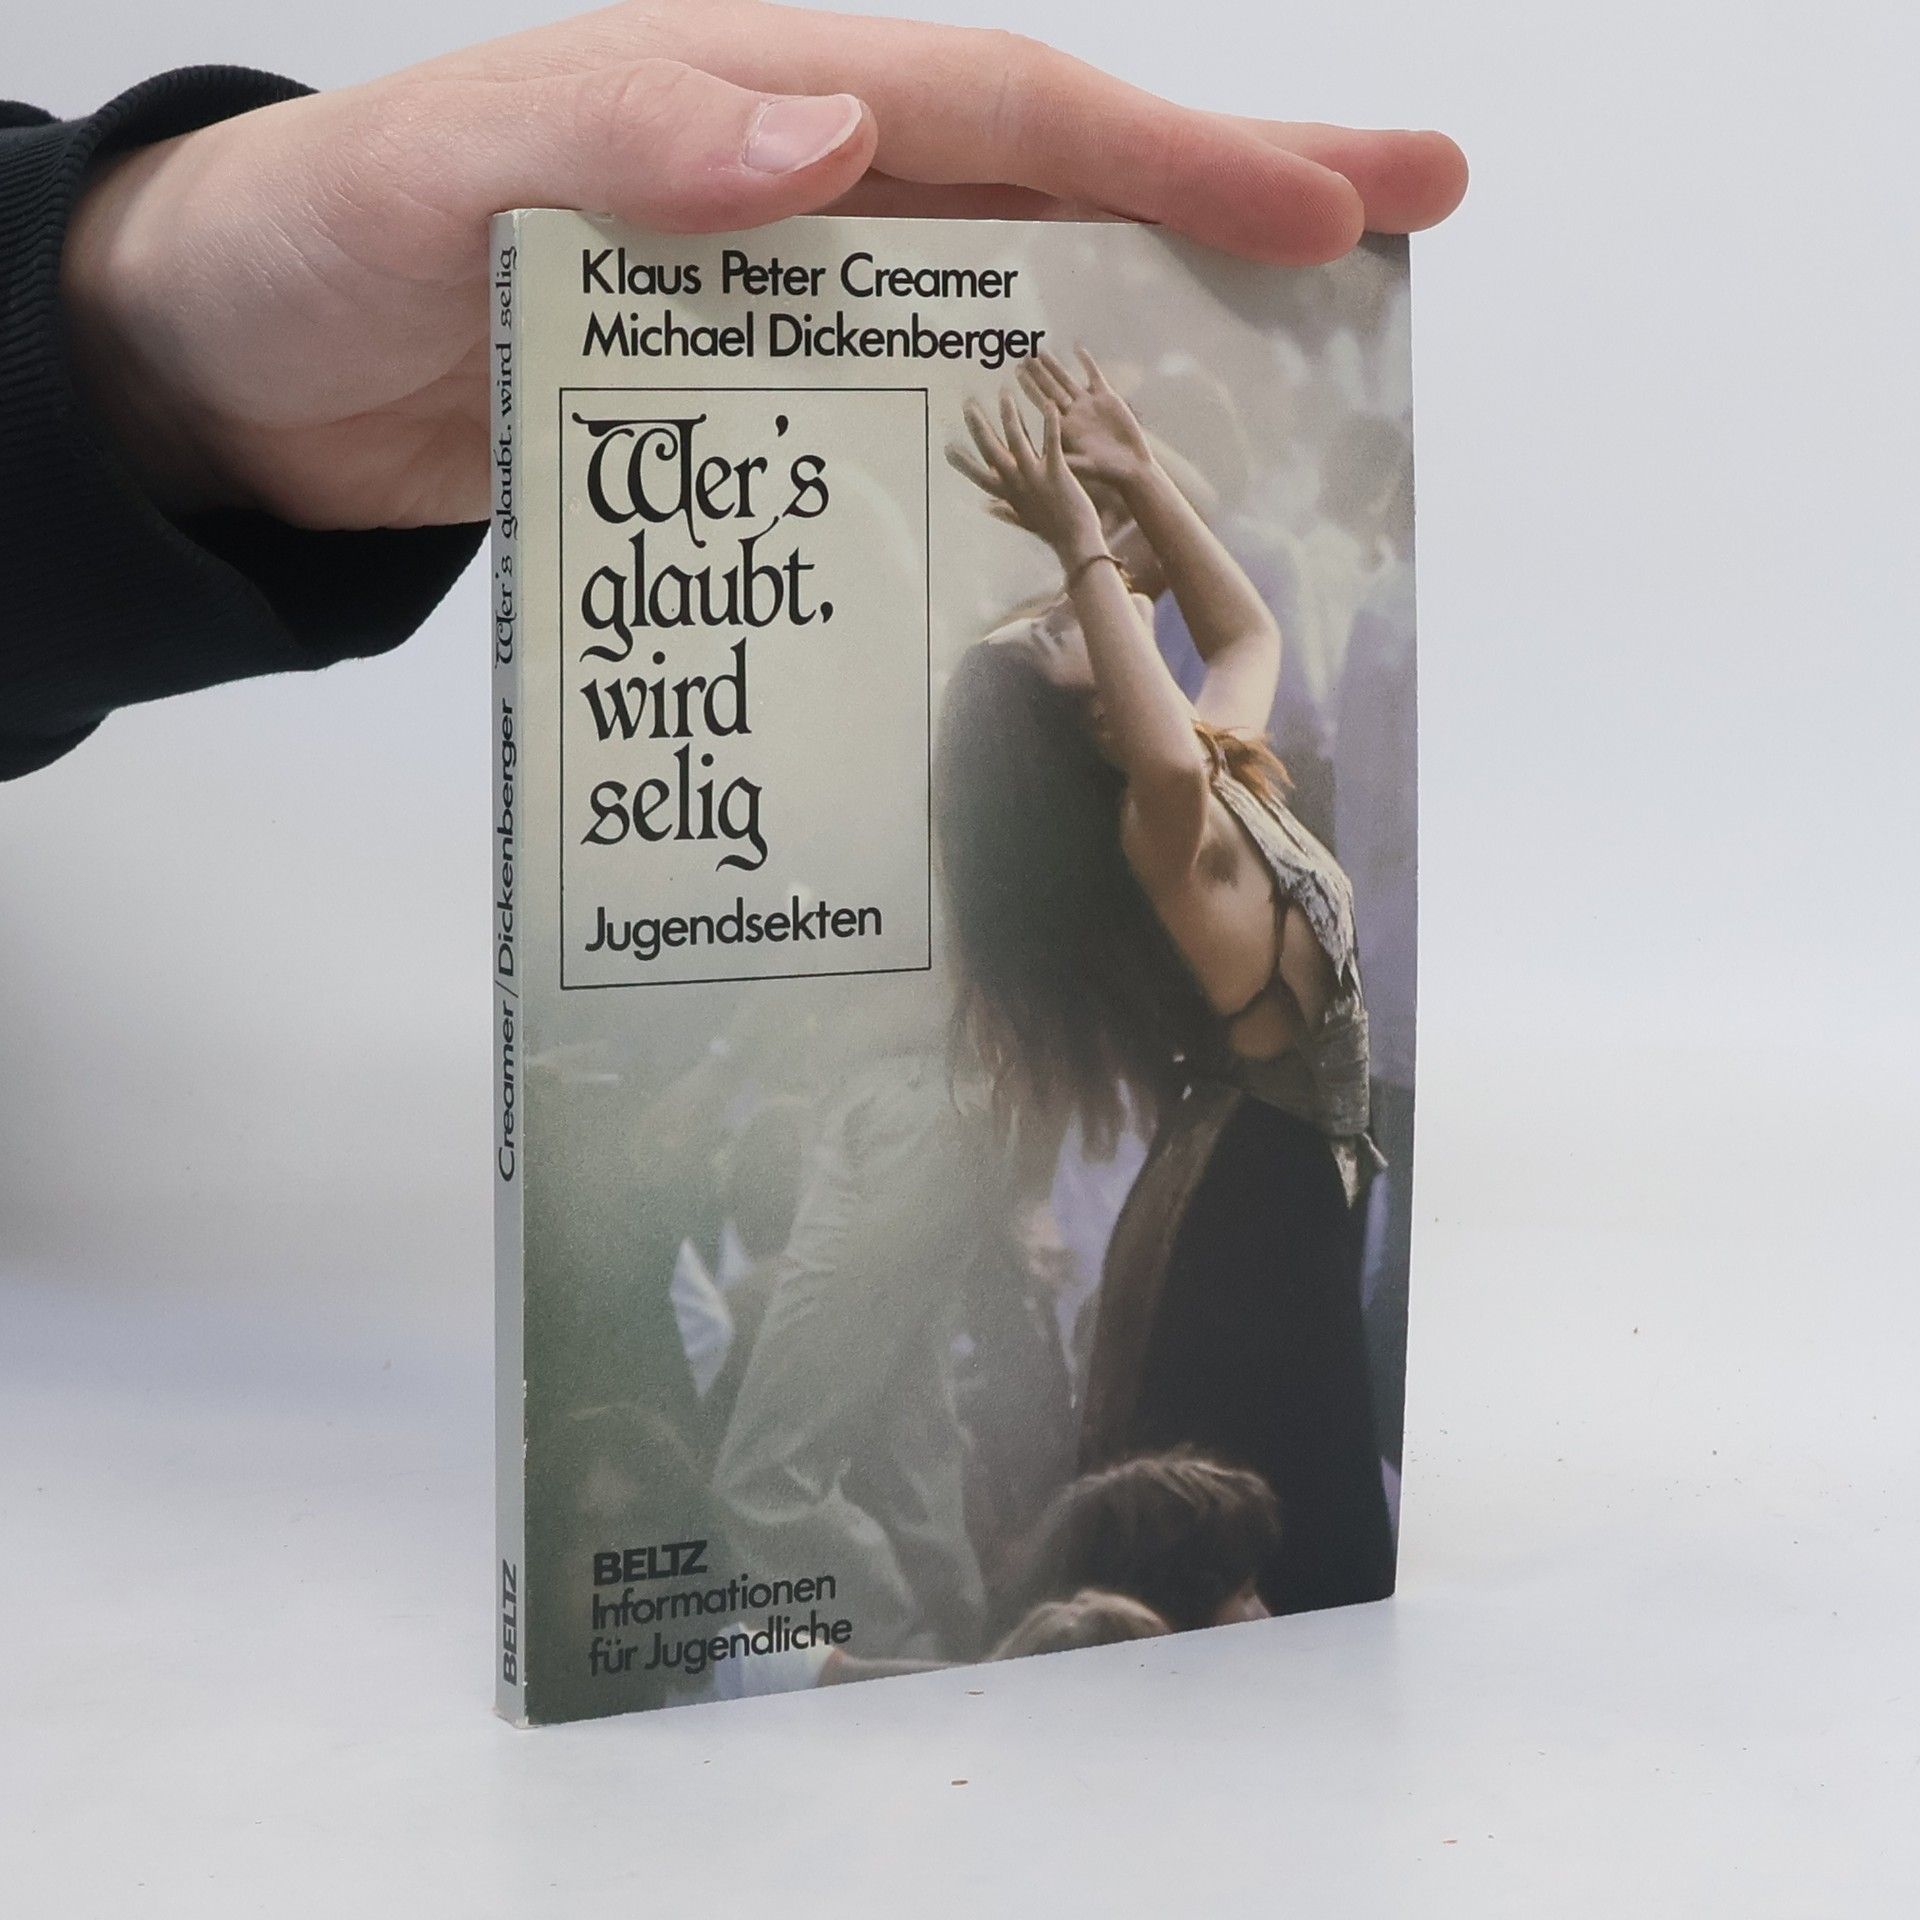 Klaus Peter Creamer
Michael Dickenberger
Wer's
glaubt,
wird
selig
Jugendsekten
BELTZ
Informationen
für Jugendliche
Creamer/Dickenberger Wer's glaubt, wird selig
BELTZ